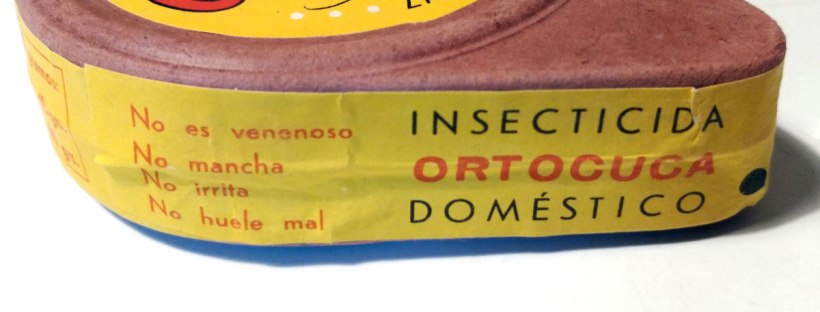 No es venenoso
No mancha
No irrita
No huele mal
INSECTICIDA
ORTOCUCA
DOMÉSTICO